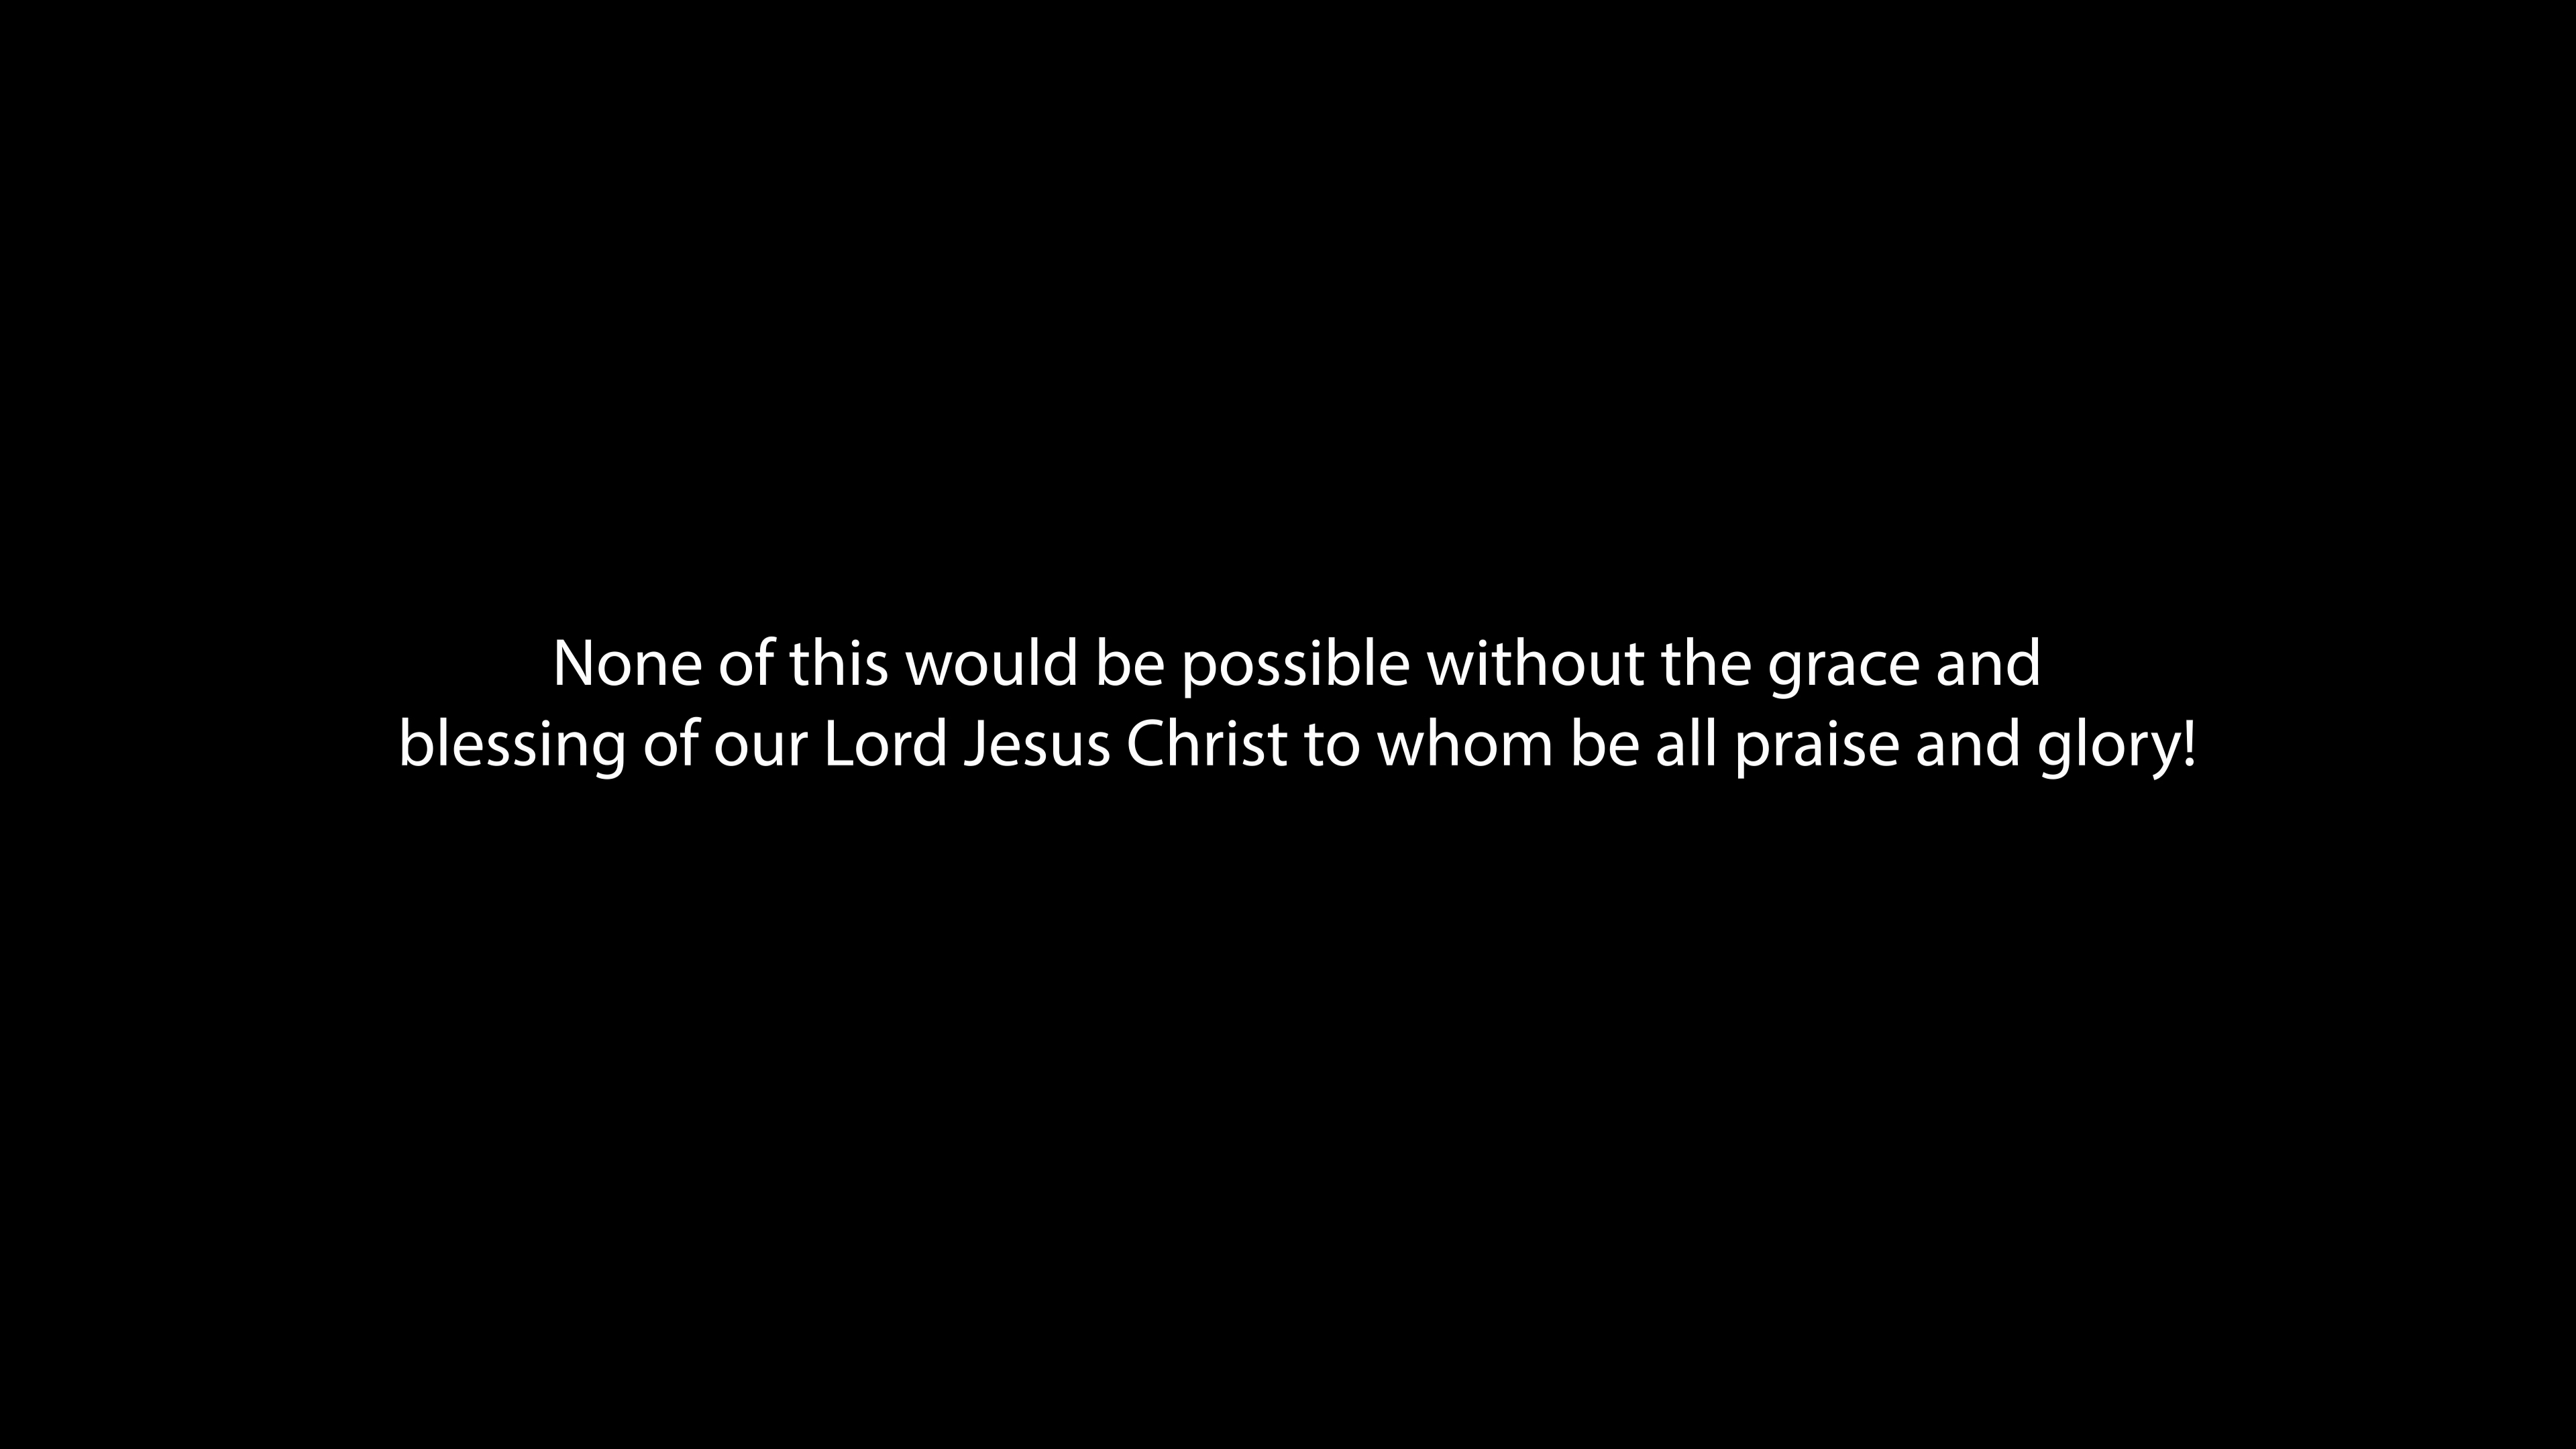 None of this would be possible without the grace and
blessing of our Lord Jesus Christ to whom be all praise and glory!